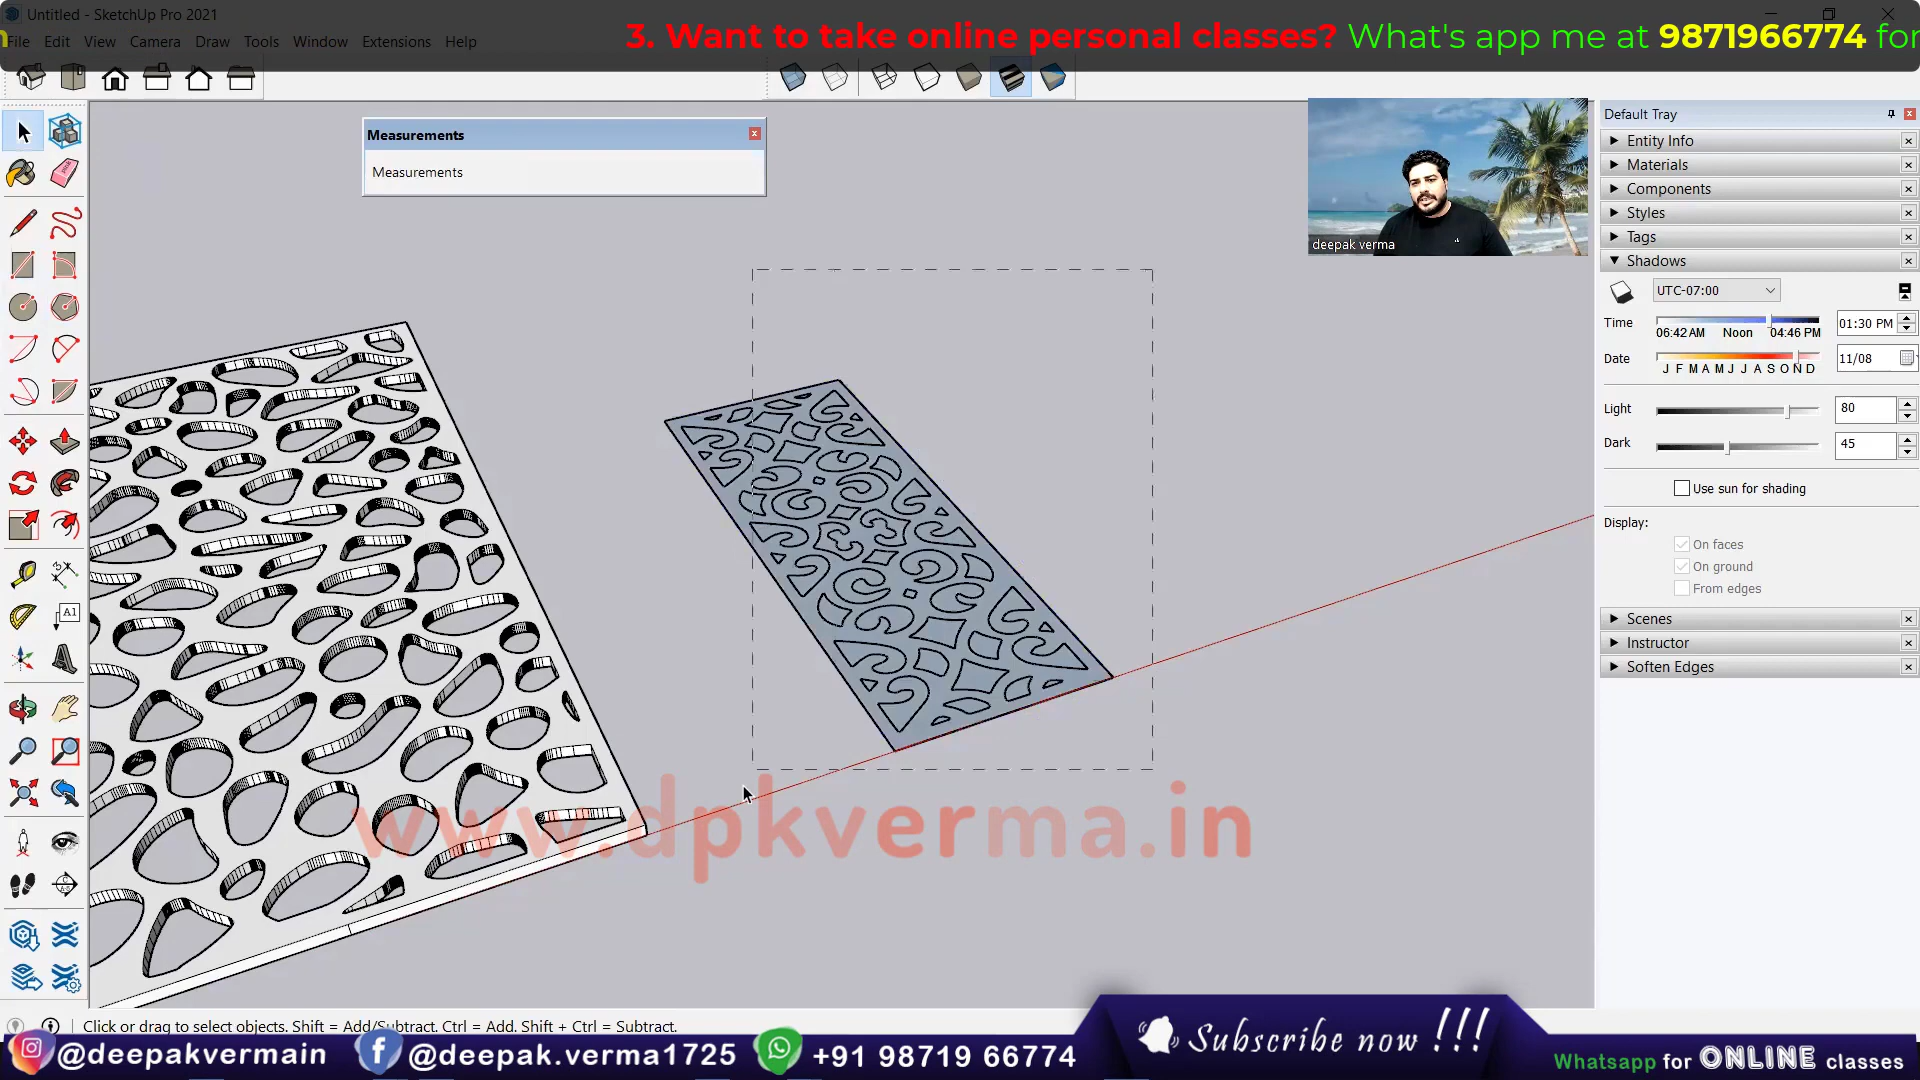 Untitled - SketchUp Pro 2021
3. Want to take online personal classes? What's app me at 9871966774 for
File Edit View Camera Draw Tools Window Extensions Help
Measurements
Measurements
deepak verma
Default Tray
Entity Info
Materials
Components
Styles
Tags
Shadows
UTC-07:00
Time
06:42 AM Noon 04:46 PM
01:30 PM
Date
J F M A M J J A S O N D
11/08
Light
80
Dark
45
Use sun for shading
Display:
On faces
On ground
From edges
Scenes
Instructor
Soften Edges
A1
www.dpkverma.in
Click or drag to select objects. Shift = Add/Subtract. Ctrl = Add. Shift + Ctrl = Subtract.
@deepakvermain
@deepak.verma1725
+91 98719 66774
Subscribe now !!!
Whatsapp for ONLINE classes